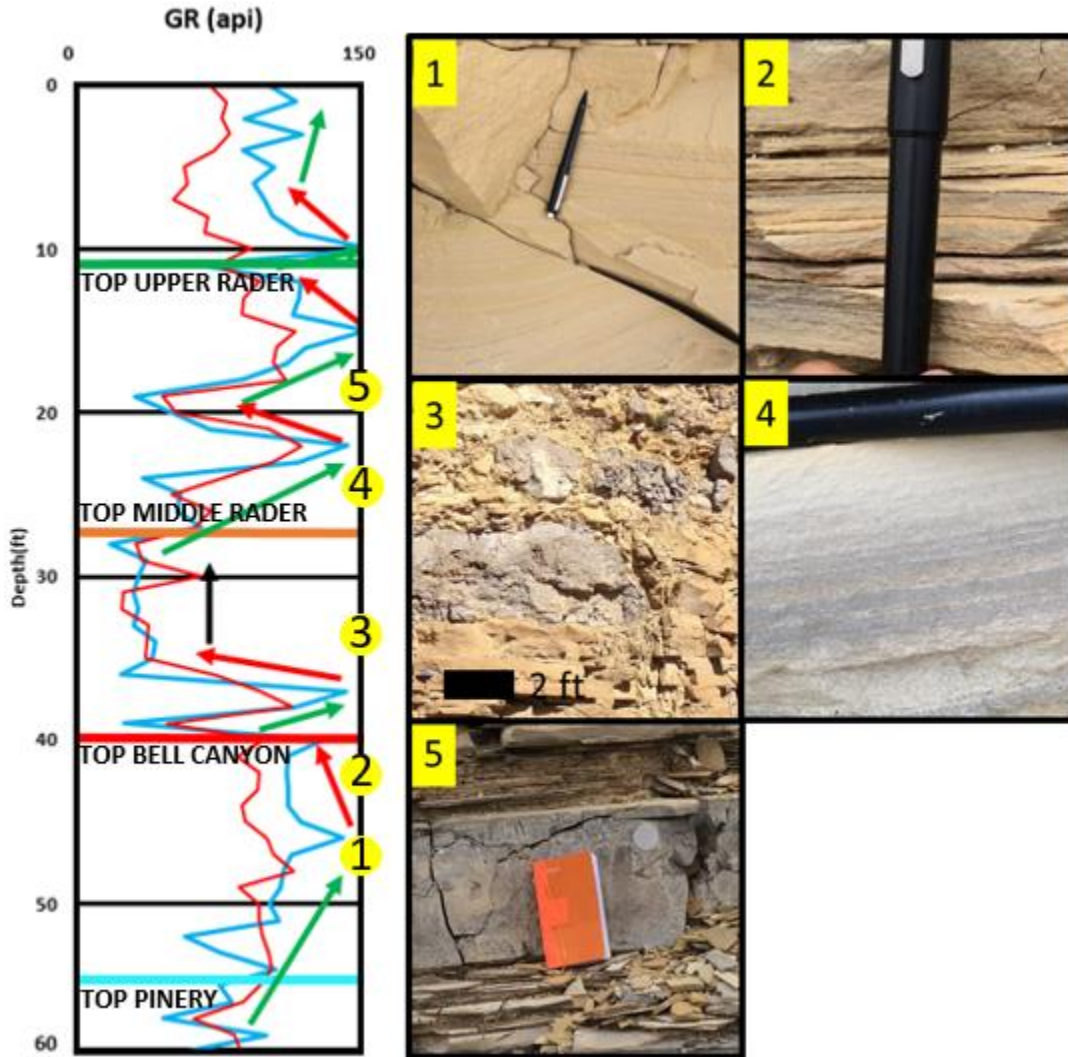 GR (api)
0 150
0
10
TOP UPPER RADER
5
20
4
TOP MIDDLE RADER
30
3
40
TOP BELL CANYON
2
1
50
TOP PINERY
60
Depth(ft)
1
2
3
2 ft
4
5